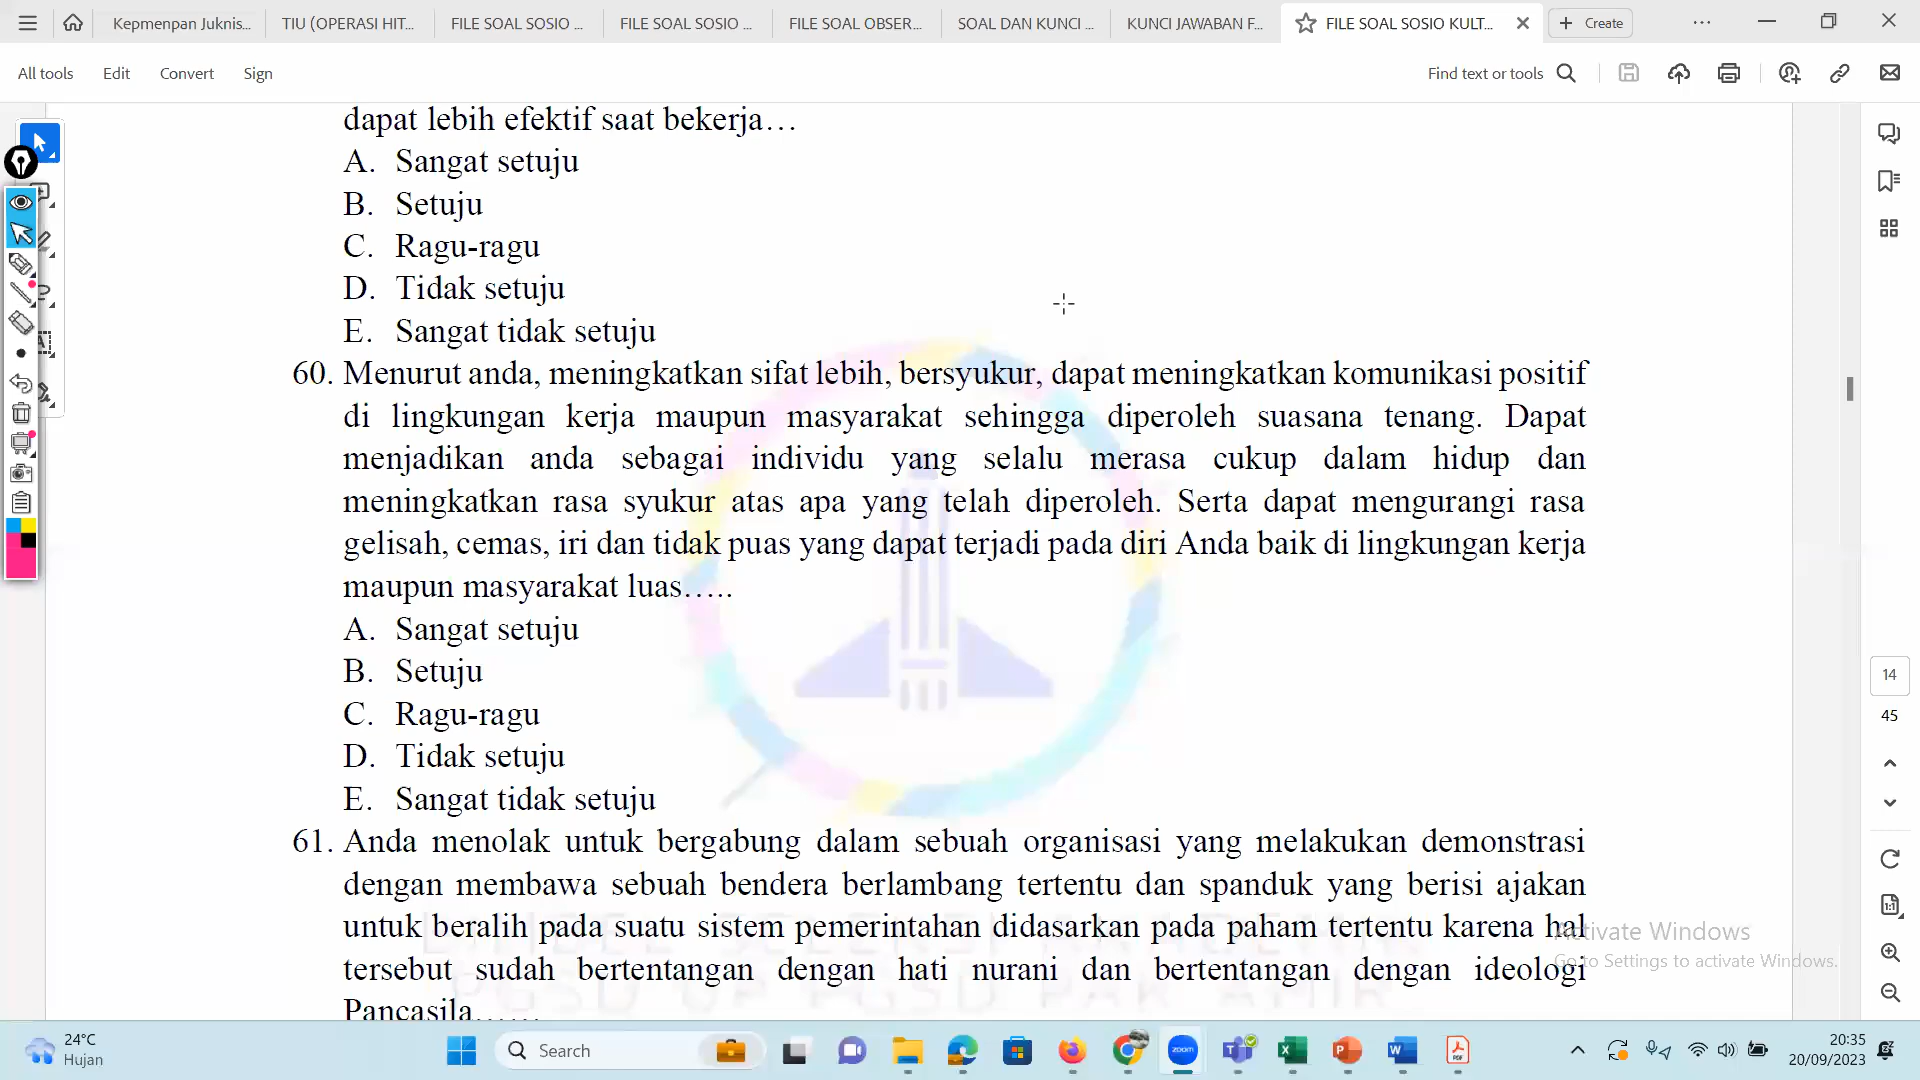 Kepmenpan Juknis...
TIU (OPERASI HIT...
FILE SOAL SOSIO ...
FILE SOAL SOSIO ...
FILE SOAL OBSER...
SOAL DAN KUNCI ...
KUNCI JAWABAN F...
FILE SOAL SOSIO KULT...
Create
All tools
Edit
Convert
Sign
Find text or tools
dapat lebih efektif saat bekerja…
A. Sangat setuju
B. Setuju
C. Ragu-ragu
D. Tidak setuju
E. Sangat tidak setuju
60. Menurut anda, meningkatkan sifat lebih, bersyukur, dapat meningkatkan komunikasi positif
di lingkungan kerja maupun masyarakat sehingga diperoleh suasana tenang. Dapat
menjadikan anda sebagai individu yang selalu merasa cukup dalam hidup dan
meningkatkan rasa syukur atas apa yang telah diperoleh. Serta dapat mengurangi rasa
gelisah, cemas, iri dan tidak puas yang dapat terjadi pada diri Anda baik di lingkungan kerja
maupun masyarakat luas…..
A. Sangat setuju
B. Setuju
C. Ragu-ragu
D. Tidak setuju
E. Sangat tidak setuju
61. Anda menolak untuk bergabung dalam sebuah organisasi yang melakukan demonstrasi
dengan membawa sebuah bendera berlambang tertentu dan spanduk yang berisi ajakan
untuk beralih pada suatu sistem pemerintahan didasarkan pada paham tertentu karena hal
tersebut sudah bertentangan dengan hati nurani dan bertentangan dengan ideologi
Pancasila……
14
45
Activate Windows
Go to Settings to activate Windows.
24°C
Hujan
Search
zoom
20:35
20/09/2023